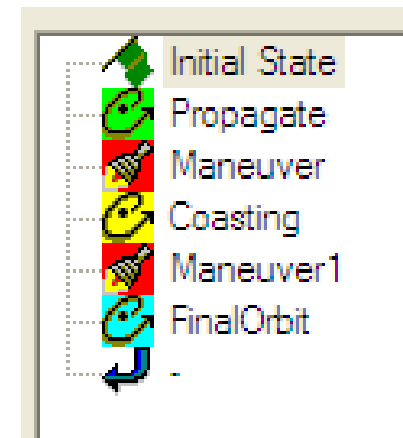 Initial State
Propagate
Maneuver
Coasting
Maneuver1
FinalOrbit
-